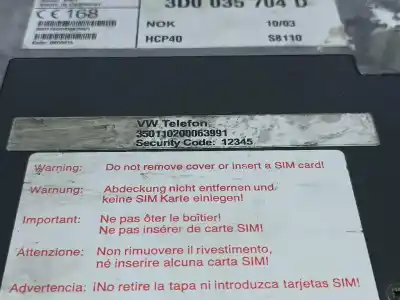 CE 168
3D0 035 704 D
NOK 10/03
HCP40 S8110
VW Telefon
350110200063991
Security Code: 12345
Warning: Do not remove cover or insert a SIM card!
Warnung: Abdeckung nicht entfernen und
keine SIM Karte einlegen!
Important: Ne pas ôter le boîtier!
Ne pas insérer de carte SIM!
Attenzione: Non rimuovere il rivestimento,
né inserire alcuna carta SIM!
Advertencia: ¡No retire la tapa ni introduzca tarjetas SIM!